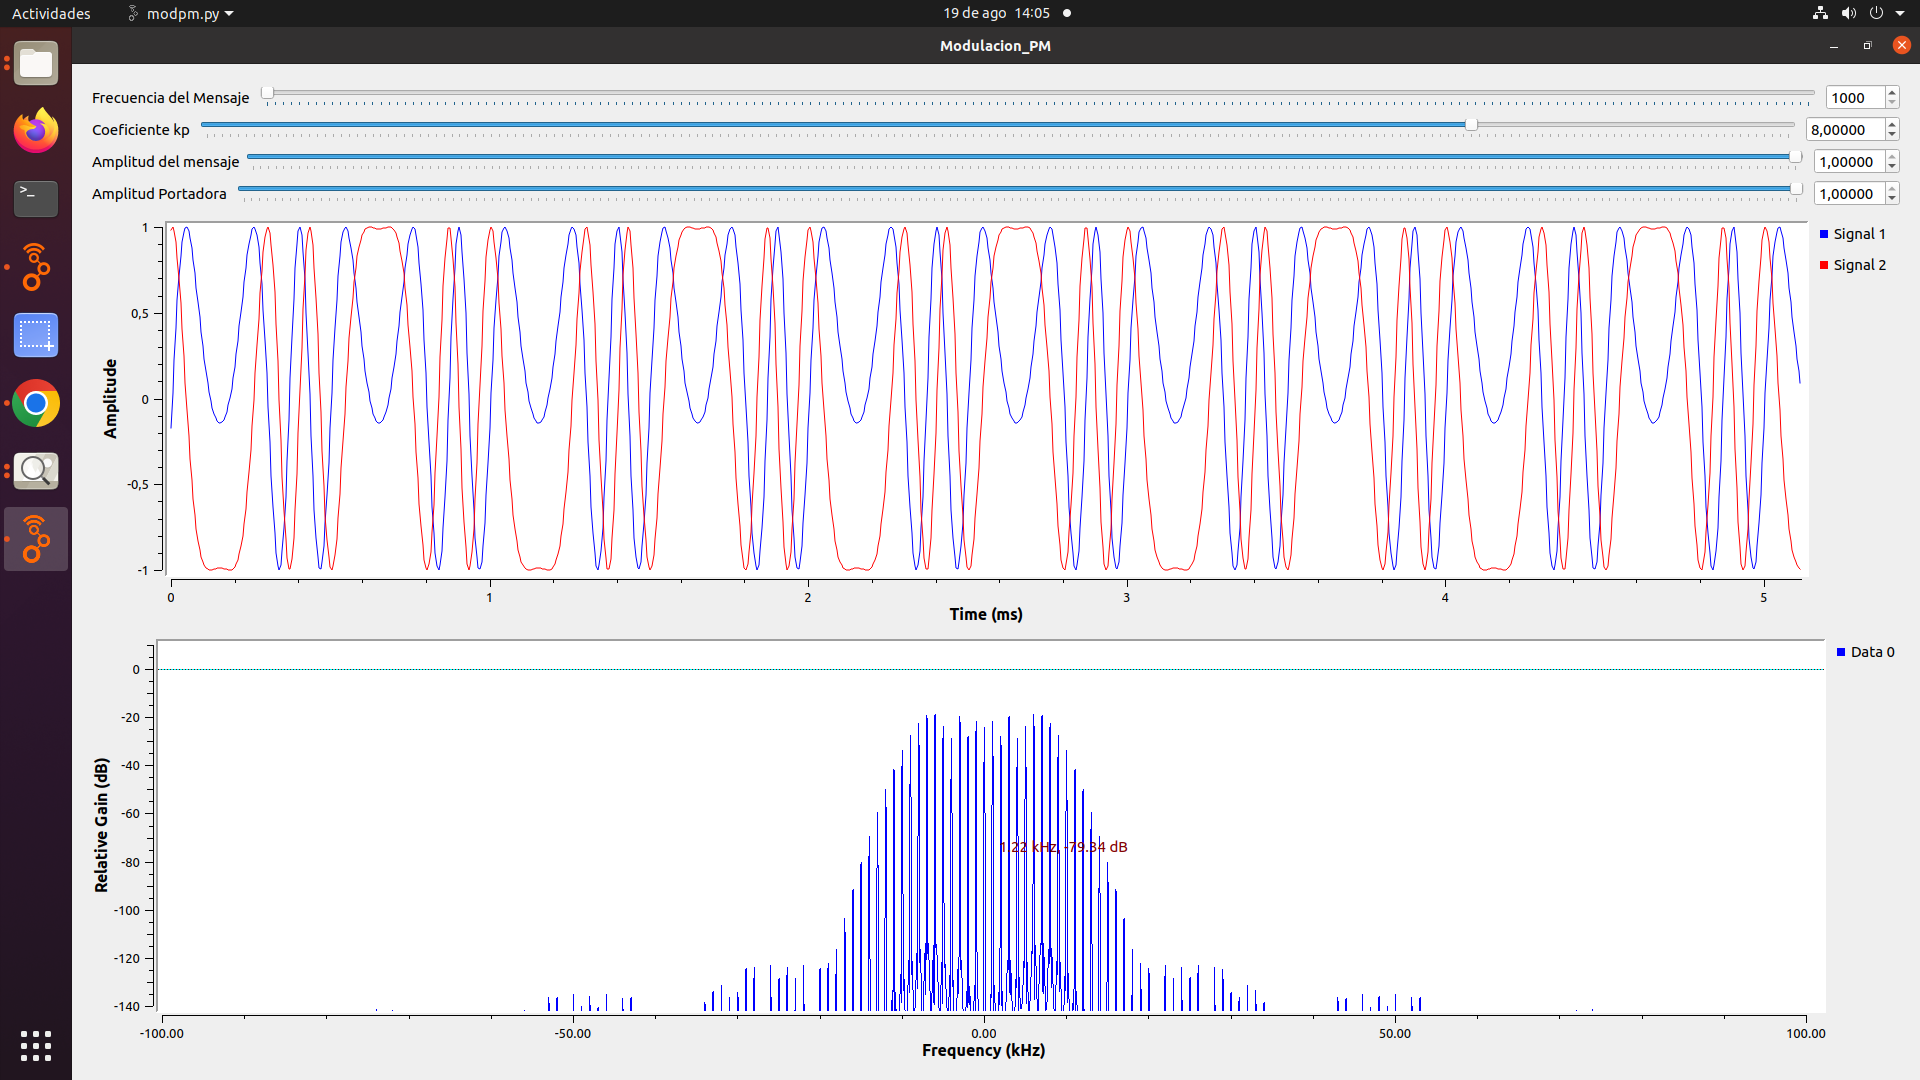 Actividades modpm.py 19 de ago 14:05
Modulacion_PM
Frecuencia del Mensaje 1000
Coeficiente kp 8,00000
Amplitud del mensaje 1,00000
Amplitud Portadora 1,00000
Signal 1
Signal 2
Amplitude
1
0,5
0
-0,5
-1
0 1 2 3 4 5
Time (ms)
Data 0
Relative Gain (dB)
0
-20
-40
-60
-80
-100
-120
-140
1.22 kHz, -79.34 dB
-100.00 -50.00 0.00 50.00 100.00
Frequency (kHz)